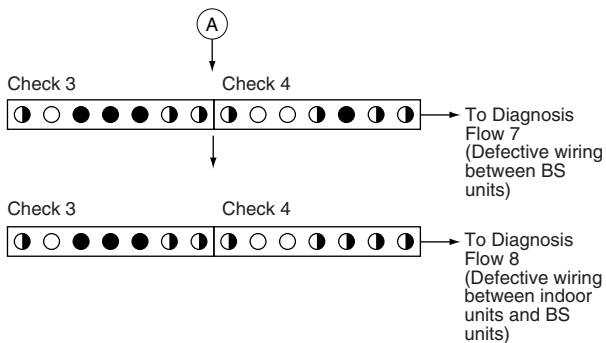 A
Check 3
Check 4
To Diagnosis
Flow 7
(Defective wiring
between BS
units)
Check 3
Check 4
To Diagnosis
Flow 8
(Defective wiring
between indoor
units and BS
units)